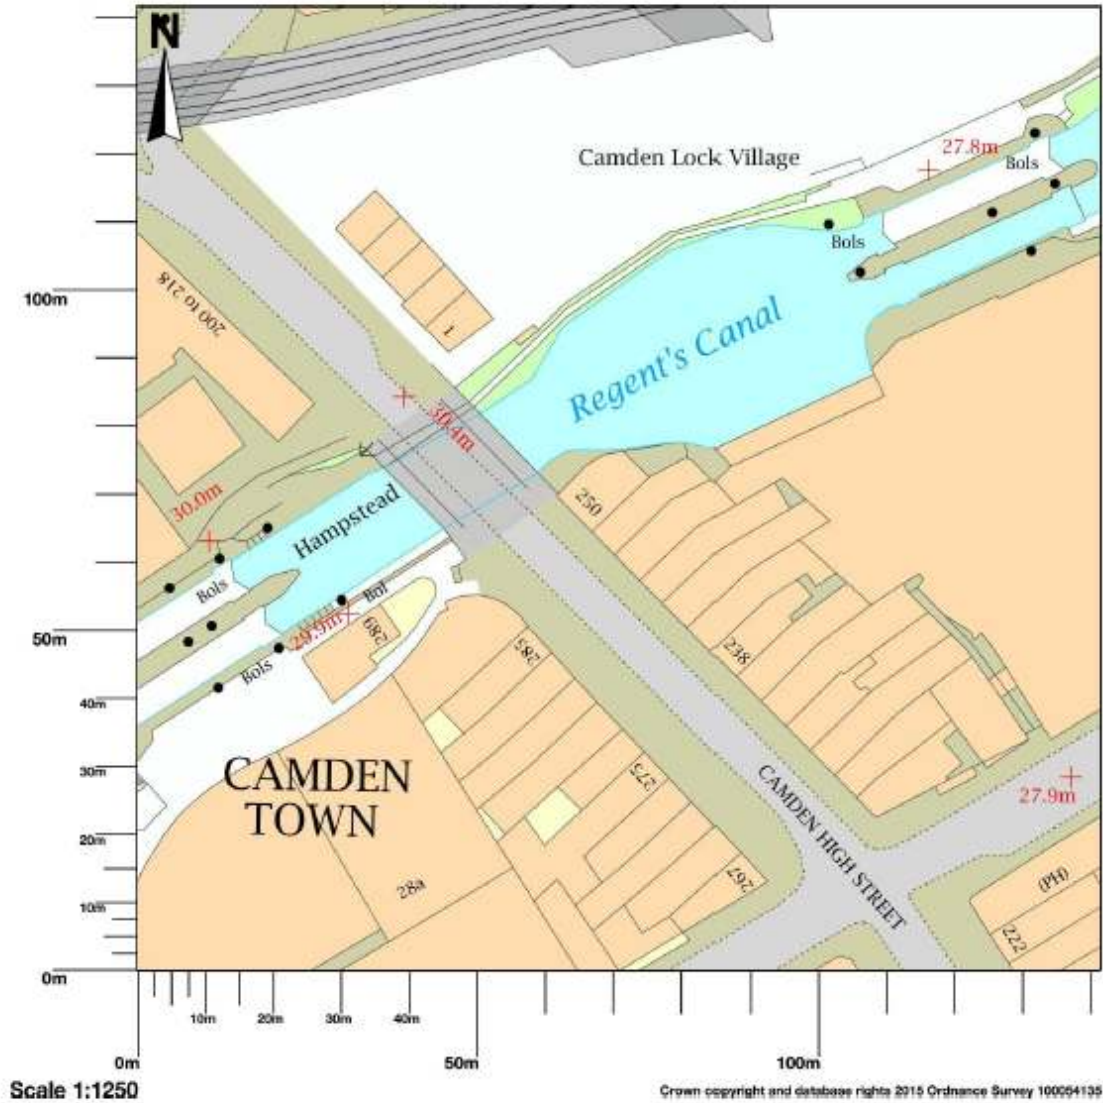 N
Camden Lock Village
27.8m
Bols
Bols
200 to 218
1
100m
Regent's Canal
30.4m
30.0m
Hampstead
250
Bols
Bol
289
29.9m
50m
285
238
Bols
40m
30m
CAMDEN
TOWN
275
CAMDEN HIGH STREET
27.9m
20m
28a
267
(PH)
10m
222
0m
10m
20m
30m
40m
0m
50m
100m
Scale 1:1250
Crown copyright and database rights 2015 Ordnance Survey 100054135